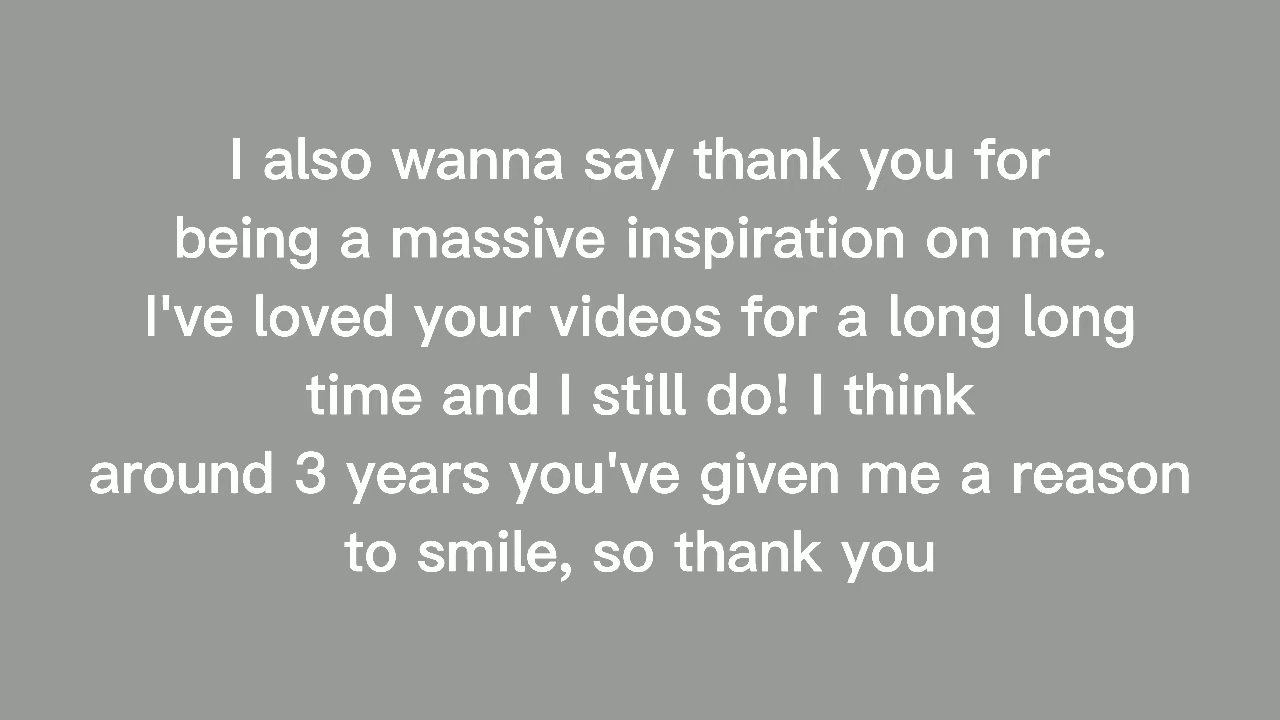 I also wanna say thank you for
being a massive inspiration on me.
I've loved your videos for a long long
time and I still do! I think
around 3 years you've given me a reason
to smile, so thank you